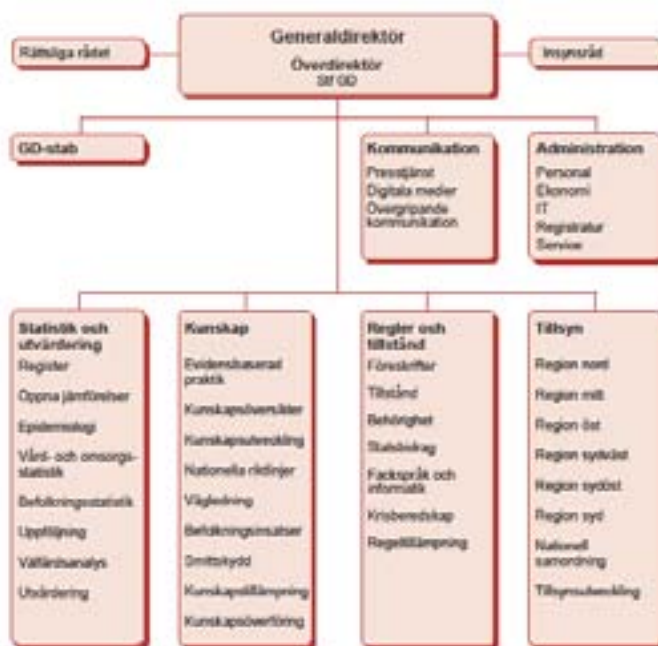 Generaldirektör
Överdirektör
Stf GD
Rättsliga rådet
Insynsråd
GD-stab
Kommunikation
Presstjänst
Digitala medier
Övergripande
kommunikation
Administration
Personal
Ekonomi
IT
Registratur
Service
Statistik och
utvärdering
Register
Öppna jämförelser
Epidemiologi
Vård- och omsorgs-
statistik
Befolkningsstatistik
Uppföljning
Välfärdsanalys
Utvärdering
Kunskap
Evidensbaserad
praktik
Kunskapsöversikter
Kunskapsutveckling
Nationella riktlinjer
Vägledning
Befolkningsinsatser
Smittskydd
Kunskapstillämpning
Kunskapsöverföring
Regler och
tillstånd
Föreskrifter
Tillstånd
Behörighet
Statsbidrag
Fackspråk och
informatik
Krisberedskap
Regeltillämpning
Tillsyn
Region nord
Region mitt
Region öst
Region sydväst
Region sydöst
Region syd
Nationell
samordning
Tillsynsutveckling